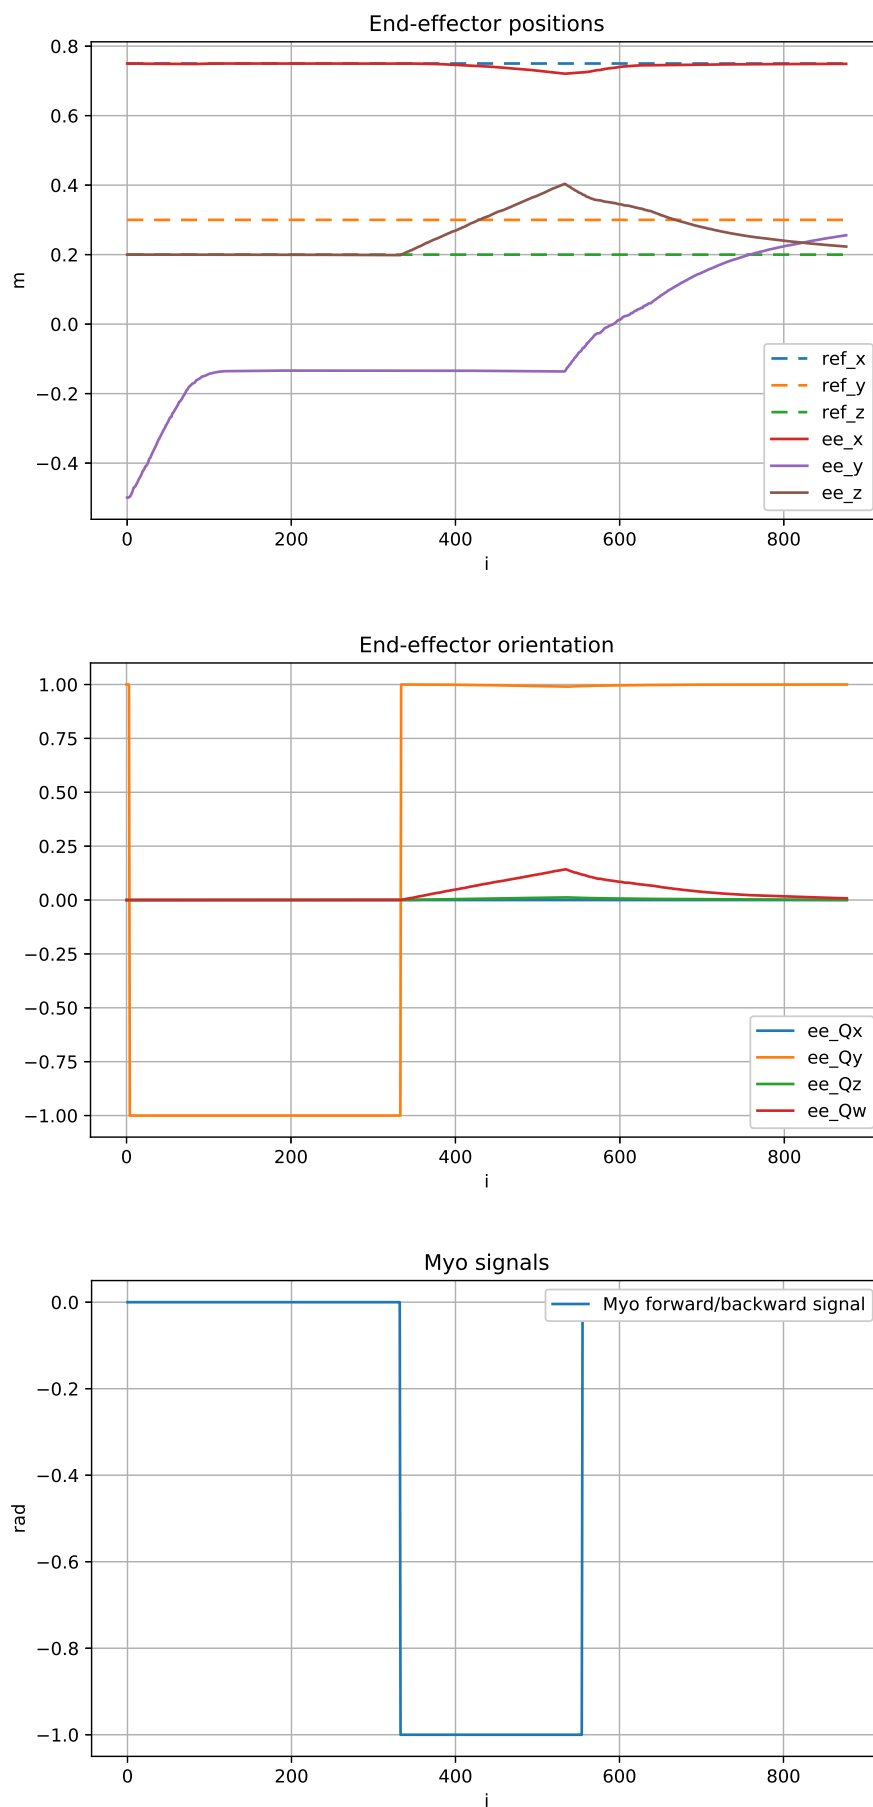 End-effector positions
0.8
0.6
0.4
0.2
0.0
−0.2
−0.4
m
0 200 400 600 800
i
ref_x
ref_y
ref_z
ee_x
ee_y
ee_z
End-effector orientation
1.00
0.75
0.50
0.25
0.00
−0.25
−0.50
−0.75
−1.00
0 200 400 600 800
i
ee_Qx
ee_Qy
ee_Qz
ee_Qw
Myo signals
0.0
−0.2
−0.4
−0.6
−0.8
−1.0
rad
0 200 400 600 800
i
Myo forward/backward signal